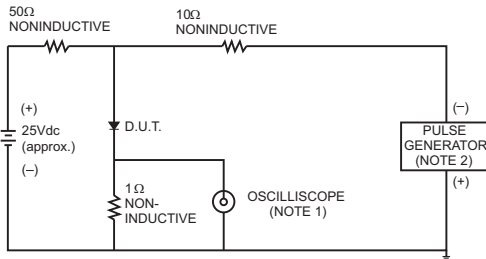 50Ω
NONINDUCTIVE
10Ω
NONINDUCTIVE
(+)
25Vdc
(approx.)
(–)
D.U.T.
1Ω
NON-
INDUCTIVE
OSCILLISCOPE
(NOTE 1)
(–)
PULSE
GENERATOR
(NOTE 2)
(+)